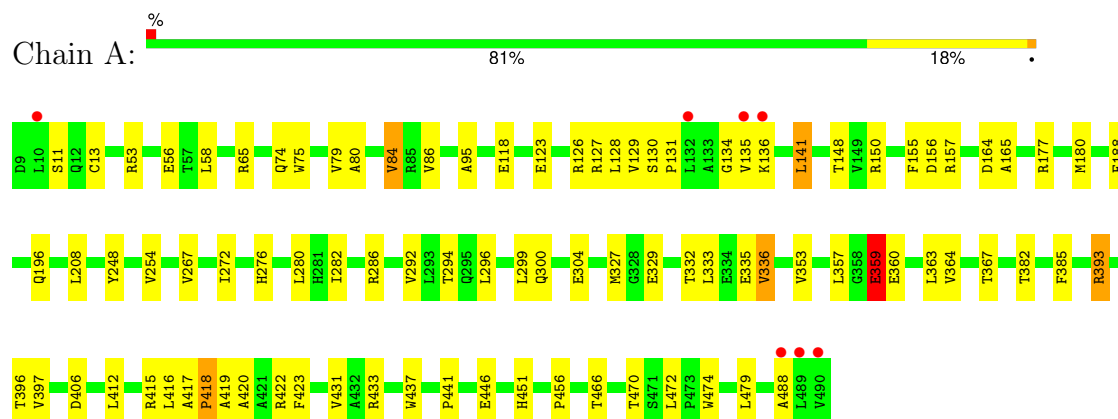 %
Chain A:
81% 18% •
D9 L10 S11 Q12 C13 R53 E56 T57 L58 R65 Q74 W75 V79 A80 V84 R85 V86 A95 E118 E123 R126 R127 L128 V129 S130 P131 L132 A133 G134 V135 K136 L141 T148 V149 R150 F155 D156 R157 D164 A165 R177 M180
Q196 L208 Y248 V254 V267 I272 H276 L280 H281 I282 R286 V292 L293 T294 Q295 L296 L299 Q300 E304 M327 G328 E329 T332 L333 E334 E335 V336 V353 L357 G358 E359 E360 L363 V364 T367 T382 F385 R393
T396 V397 D406 L412 R415 L416 A417 P418 A419 A420 A421 R422 F423 V431 A432 R433 W437 P441 E446 H451 P456 T466 T470 S471 L472 P473 W474 L479 A488 L489 V490